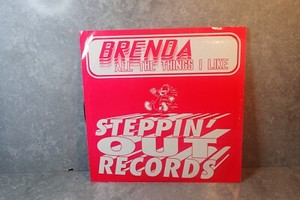 BRENDA
ALL THE THINGS I LIKE
STEPPIN'
OUT
RECORDS